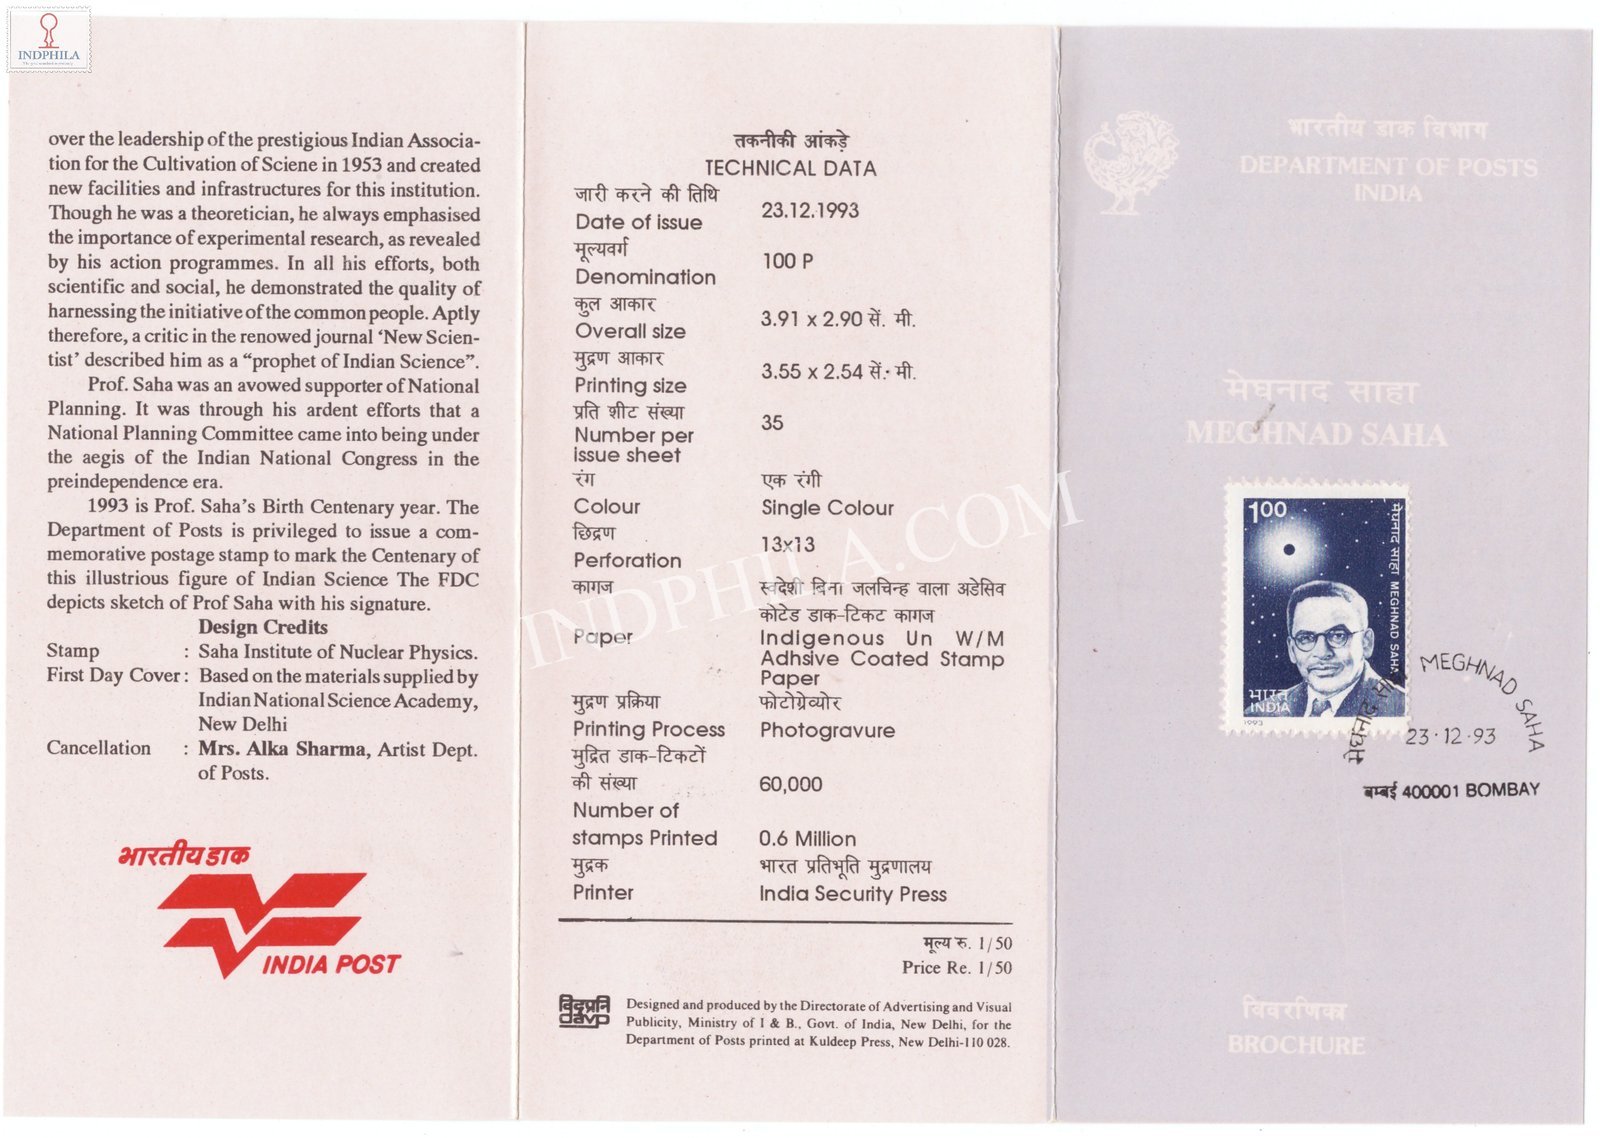 INDPHILA
over the leadership of the prestigious Indian Associa-
tion for the Cultivation of Sciene in 1953 and created
new facilities and infrastructures for this institution.
Though he was a theoretician, he always emphasised
the importance of experimental research, as revealed
by his action programmes. In all his efforts, both
scientific and social, he demonstrated the quality of
harnessing the initiative of the common people. Aptly
therefore, a critic in the renowed journal ‘New Scien-
tist’ described him as a “prophet of Indian Science”.
Prof. Saha was an avowed supporter of National
Planning. It was through his ardent efforts that a
National Planning Committee came into being under
the aegis of the Indian National Congress in the
preindependence era.
1993 is Prof. Saha’s Birth Centenary year. The
Department of Posts is privileged to issue a com-
memorative postage stamp to mark the Centenary of
this illustrious figure of Indian Science The FDC
depicts sketch of Prof Saha with his signature.
Design Credits
Stamp : Saha Institute of Nuclear Physics.
First Day Cover : Based on the materials supplied by
Indian National Science Academy,
New Delhi
Cancellation : Mrs. Alka Sharma, Artist Dept.
of Posts.
भारतीय डाक
INDIA POST
तकनीकी आंकड़े
TECHNICAL DATA
जारी करने की तिथि
Date of issue 23.12.1993
मूल्यवर्ग
Denomination 100 P
कुल आकार
Overall size 3.91 x 2.90 सें. मी.
मुद्रण आकार
Printing size 3.55 x 2.54 सें. मी.
प्रति शीट संख्या
Number per
issue sheet 35
रंग एक रंगी
Colour Single Colour
छिद्रण
Perforation 13x13
कागज स्वदेशी बिना जलचिन्ह वाला अडेसिव
कोटेड डाक-टिकट कागज
Paper Indigenous Un W/M
Adhsive Coated Stamp
Paper
मुद्रण प्रक्रिया फोटोग्रेव्योर
Printing Process Photogravure
मुद्रित डाक-टिकटों
की संख्या 60,000
Number of
stamps Printed 0.6 Million
मुद्रक भारत प्रतिभूति मुद्रणालय
Printer India Security Press
मूल्य रु. 1/50
Price Re. 1/50
davp
Designed and produced by the Directorate of Advertising and Visual
Publicity, Ministry of I & B., Govt. of India, New Delhi, for the
Department of Posts printed at Kuldeep Press, New Delhi-110 028.
INDPHILA.COM
भारतीय डाक विभाग
DEPARTMENT OF POSTS
INDIA
मेघनाद साहा
MEGHNAD SAHA
1.00
मेघनाद साहा MEGHNAD SAHA
भारत
INDIA
1993
मेघनाद साहा MEGHNAD SAHA
23·12·93
बम्बई 400001 BOMBAY
विवरणिका
BROCHURE